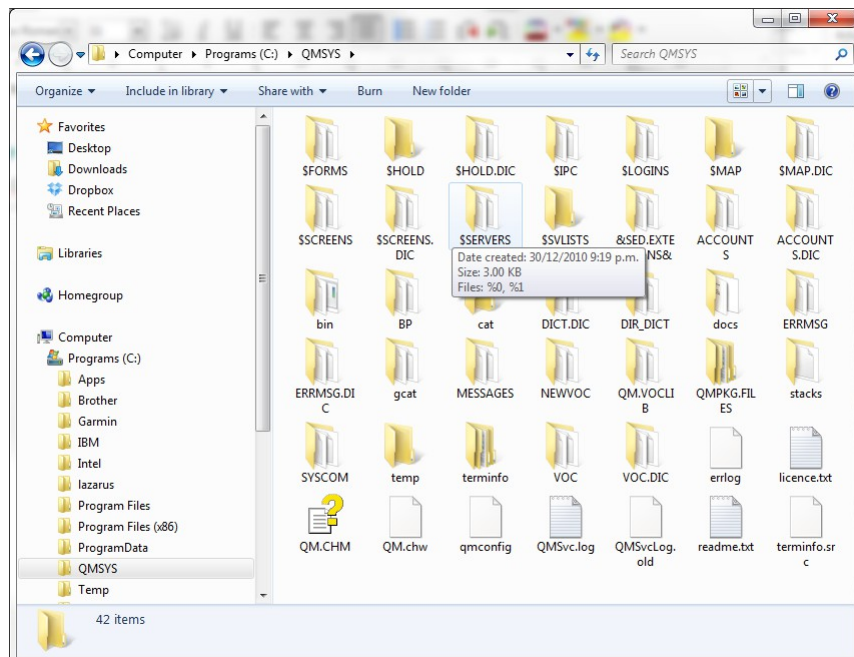 Computer ▸ Programs (C:) ▸ QMSYS ▸
Search QMSYS
Organize Include in library Share with Burn New folder
Favorites
Desktop
Downloads
Dropbox
Recent Places
Libraries
Homegroup
Computer
Programs (C:)
Apps
Brother
Garmin
IBM
Intel
lazarus
Program Files
Program Files (x86)
ProgramData
QMSYS
Temp
$FORMS $HOLD $HOLD.DIC $IPC $LOGINS $MAP $MAP.DIC
$SCREENS $SCREENS. $SERVERS $SVLISTS &SED.EXTE ACCOUNT ACCOUNT
DIC NS& S S.DIC
Date created: 30/12/2010 9:19 p.m.
Size: 3.00 KB
Files: %0, %1
bin BP cat DICT.DIC DIR_DICT docs ERRMSG
ERRMSG.DI gcat MESSAGES NEWVOC QM.VOCLI QMPKG.FIL stacks
C B ES
SYSCOM temp terminfo VOC VOC.DIC errlog licence.txt
QM.CHM QM.chw qmconfig QMSvc.log QMSvcLog. readme.txt terminfo.sr
old c
42 items